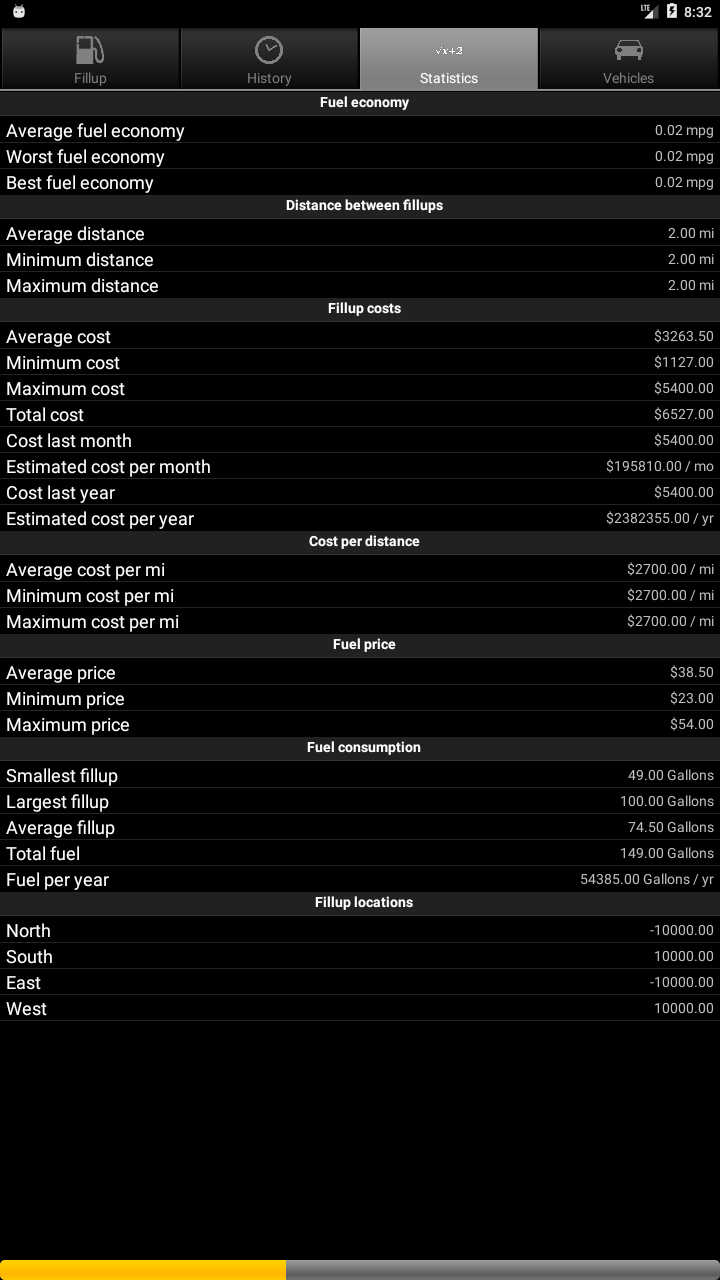 LTE 8:32
Fillup History √x+2 Statistics Vehicles
Fuel economy
Average fuel economy 0.02 mpg
Worst fuel economy 0.02 mpg
Best fuel economy 0.02 mpg
Distance between fillups
Average distance 2.00 mi
Minimum distance 2.00 mi
Maximum distance 2.00 mi
Fillup costs
Average cost $3263.50
Minimum cost $1127.00
Maximum cost $5400.00
Total cost $6527.00
Cost last month $5400.00
Estimated cost per month $195810.00 / mo
Cost last year $5400.00
Estimated cost per year $2382355.00 / yr
Cost per distance
Average cost per mi $2700.00 / mi
Minimum cost per mi $2700.00 / mi
Maximum cost per mi $2700.00 / mi
Fuel price
Average price $38.50
Minimum price $23.00
Maximum price $54.00
Fuel consumption
Smallest fillup 49.00 Gallons
Largest fillup 100.00 Gallons
Average fillup 74.50 Gallons
Total fuel 149.00 Gallons
Fuel per year 54385.00 Gallons / yr
Fillup locations
North -10000.00
South 10000.00
East -10000.00
West 10000.00